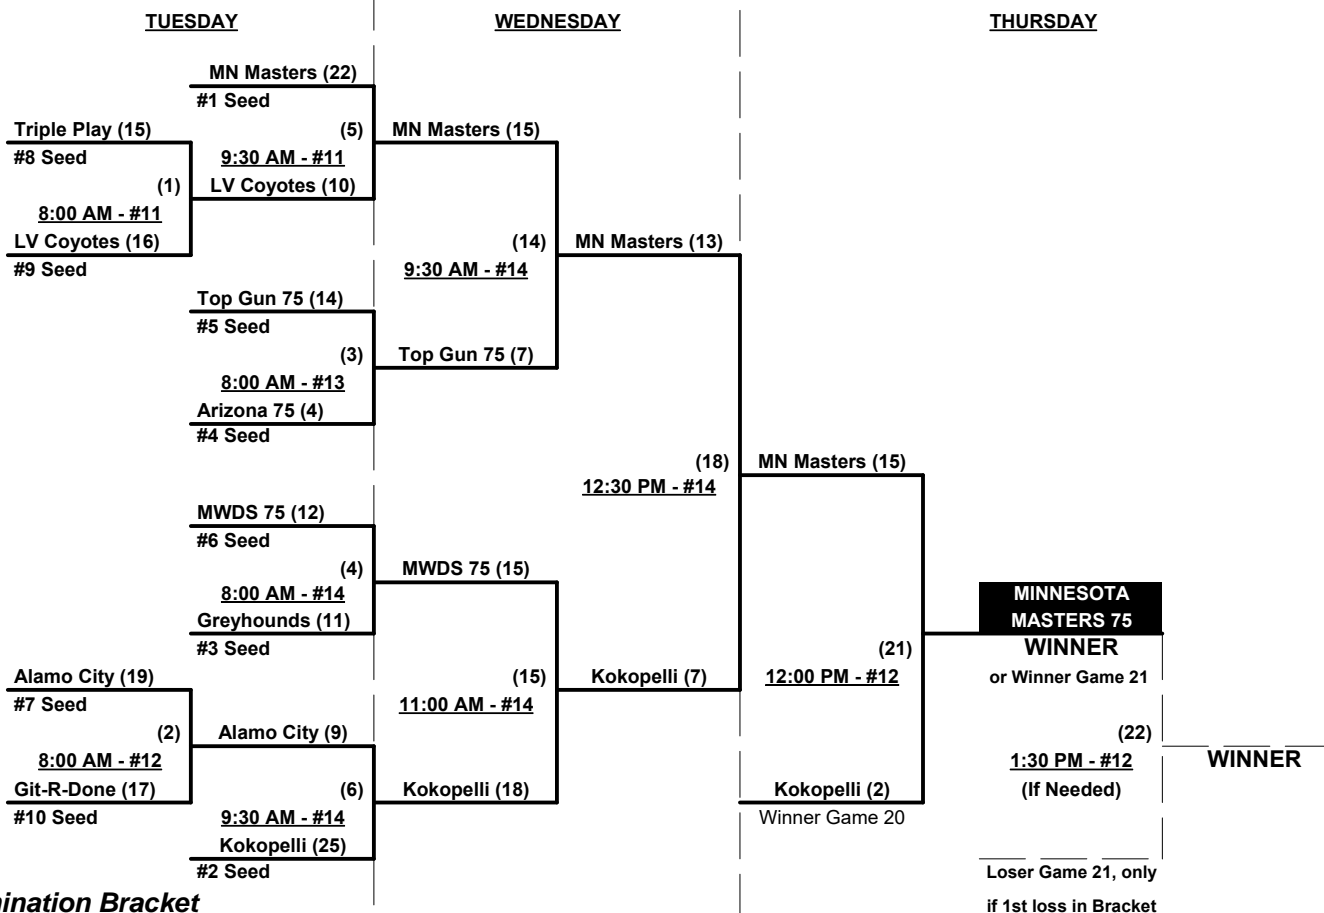 TUESDAY
WEDNESDAY
THURSDAY
MN Masters (22)
#1 Seed
Triple Play (15)
(5)
MN Masters (15)
#8 Seed
9:30 AM - #11
(1)
LV Coyotes (10)
8:00 AM - #11
LV Coyotes (16)
(14)
MN Masters (13)
#9 Seed
9:30 AM - #14
Top Gun 75 (14)
#5 Seed
(3)
Top Gun 75 (7)
8:00 AM - #13
Arizona 75 (4)
#4 Seed
(18)
MN Masters (15)
12:30 PM - #14
MWDS 75 (12)
#6 Seed
(4)
MWDS 75 (15)
8:00 AM - #14
MINNESOTA
Greyhounds (11)
MASTERS 75
#3 Seed
(21)
WINNER
Alamo City (19)
(15)
Kokopelli (7)
12:00 PM - #12
or Winner Game 21
#7 Seed
11:00 AM - #14
(2)
Alamo City (9)
(22)
8:00 AM - #12
1:30 PM - #12
WINNER
Git-R-Done (17)
(6)
Kokopelli (18)
Kokopelli (2)
(If Needed)
#10 Seed
9:30 AM - #14
Winner Game 20
Kokopelli (25)
#2 Seed
Loser Game 21, only
mination Bracket
if 1st loss in Bracket